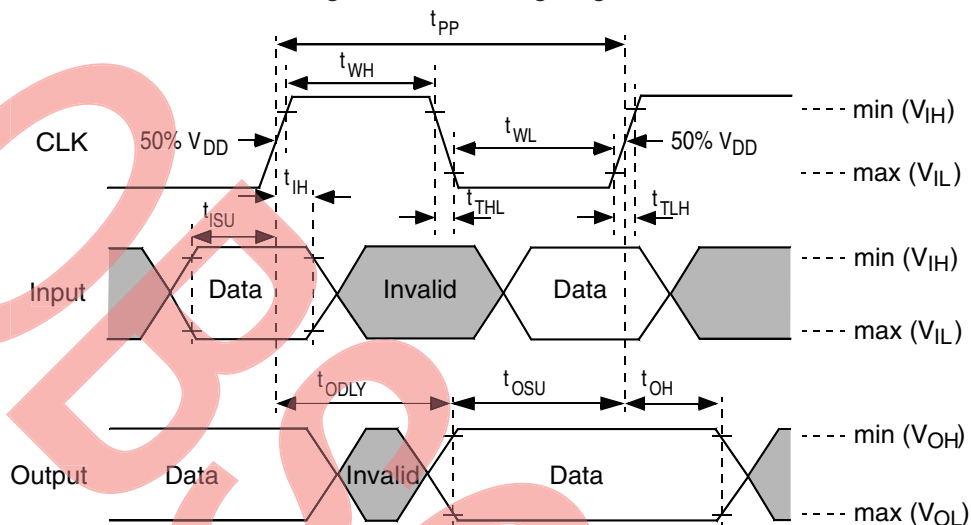 tPP
tWH
min (VIH)
CLK
50% VDD
tWL
50% VDD
max (VIL)
tIH
tISU
tTHL
tTLH
min (VIH)
Input
Data
Invalid
Data
max (VIL)
tODLY
tOSU
tOH
min (VOH)
Output
Data
Invalid
Data
max (VOL)